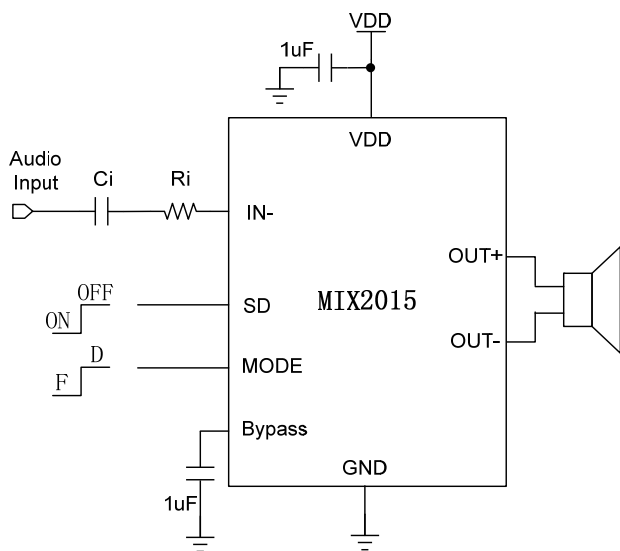 VDD
1uF
VDD
Audio
Input
Ci
Ri
IN-
OUT+
OFF
ON
SD
MIX2015
OUT-
D
F
MODE
Bypass
GND
1uF